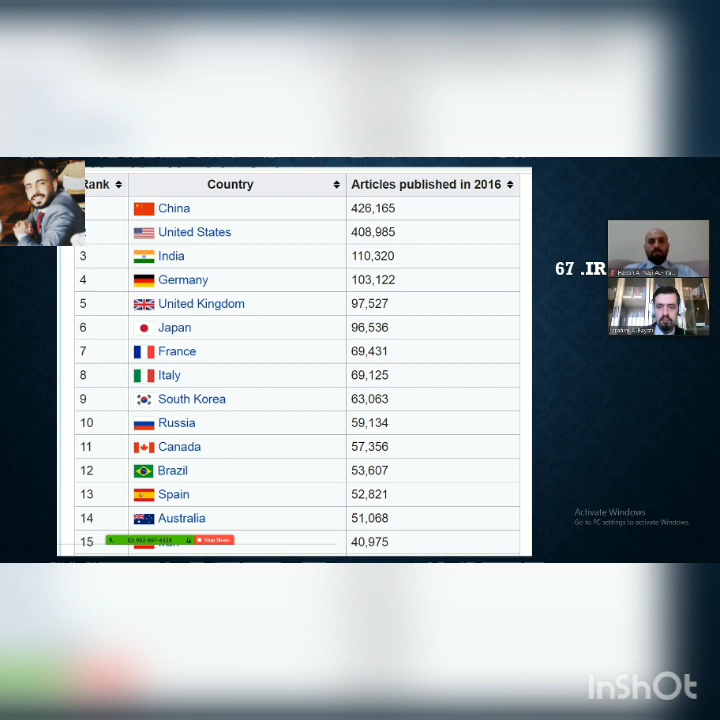 Rank Country Articles published in 2016
China 426,165
United States 408,985
3 India 110,320
4 Germany 103,122
5 United Kingdom 97,527
6 Japan 96,536
7 France 69,431
8 Italy 69,125
9 South Korea 63,063
10 Russia 59,134
11 Canada 57,356
12 Brazil 53,607
13 Spain 52,821
14 Australia 51,068
15 40,975
67 .IR
Hasan A. Naji
Stop Share
Activate Windows
Go to PC settings to activate Windows.
InShOt